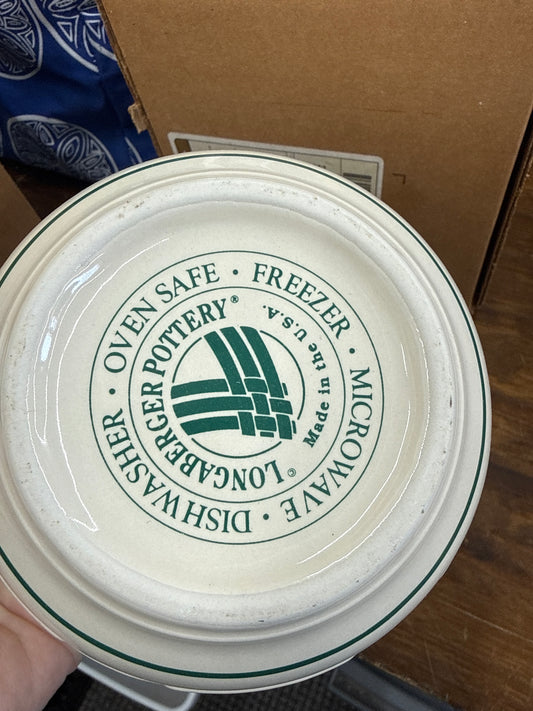 OVEN SAFE • FREEZER • MICROWAVE • DISHWASHER •
LONGABERGER POTTERY®
Made in the U.S.A.
©